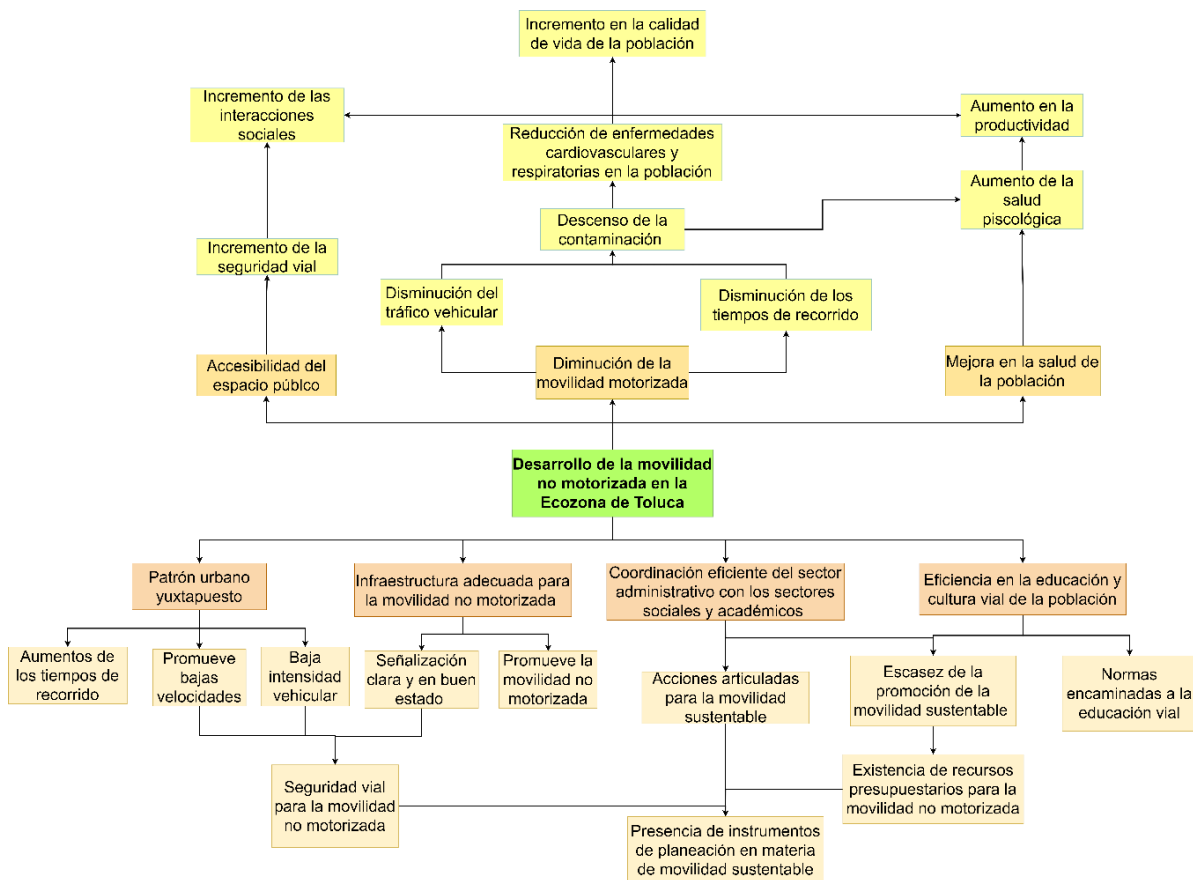 Incremento en la calidad
de vida de la población
Incremento de las
interacciones
sociales
Aumento en la
productividad
Reducción de enfermedades
cardiovasculares y
respiratorias en la población
Aumento de la
salud
piscológica
Descenso de la
contaminación
Incremento de la
seguridad vial
Disminución del
tráfico vehicular
Disminución de los
tiempos de recorrido
Accesibilidad del
espacio públco
Diminución de la
movilidad motorizada
Mejora en la salud de
la población
Desarrollo de la movilidad
no motorizada en la
Ecozona de Toluca
Patrón urbano
yuxtapuesto
Infraestructura adecuada para
la movilidad no motorizada
Coordinación eficiente del sector
administrativo con los sectores
sociales y académicos
Eficiencia en la educación y
cultura vial de la población
Aumentos de
los tiempos de
recorrido
Promueve
bajas
velocidades
Baja
intensidad
vehicular
Señalización
clara y en buen
estado
Promueve la
movilidad no
motorizada
Acciones articuladas
para la movilidad
sustentable
Escasez de la
promoción de la
movilidad sustentable
Normas
encaminadas a la
educación vial
Seguridad vial
para la movilidad
no motorizada
Existencia de recursos
presupuestarios para la
movilidad no motorizada
Presencia de instrumentos
de planeación en materia
de movilidad sustentable